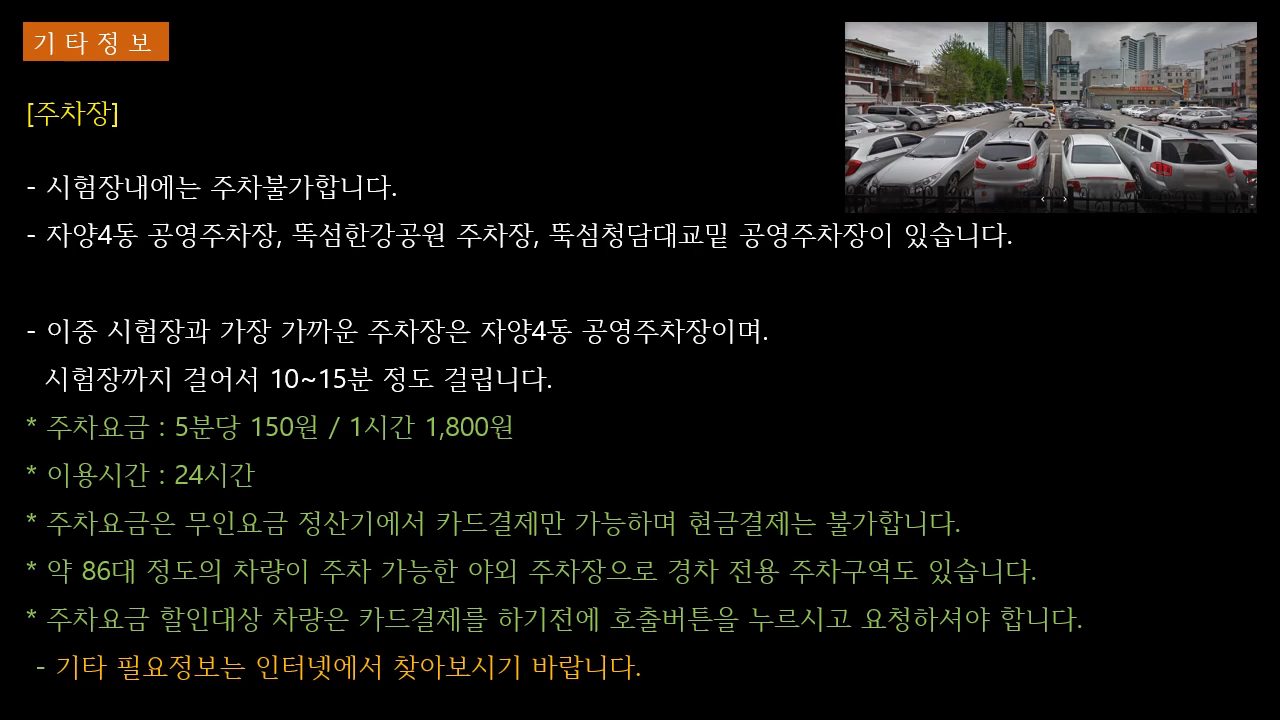 기타정보
[주차장]
- 시험장내에는 주차불가합니다.
- 자양4동 공영주차장, 뚝섬한강공원 주차장, 뚝섬청담대교밑 공영주차장이 있습니다.
- 이중 시험장과 가장 가까운 주차장은 자양4동 공영주차장이며.
시험장까지 걸어서 10~15분 정도 걸립니다.
* 주차요금 : 5분당 150원 / 1시간 1,800원
* 이용시간 : 24시간
* 주차요금은 무인요금 정산기에서 카드결제만 가능하며 현금결제는 불가합니다.
* 약 86대 정도의 차량이 주차 가능한 야외 주차장으로 경차 전용 주차구역도 있습니다.
* 주차요금 할인대상 차량은 카드결제를 하기전에 호출버튼을 누르시고 요청하셔야 합니다.
- 기타 필요정보는 인터넷에서 찾아보시기 바랍니다.